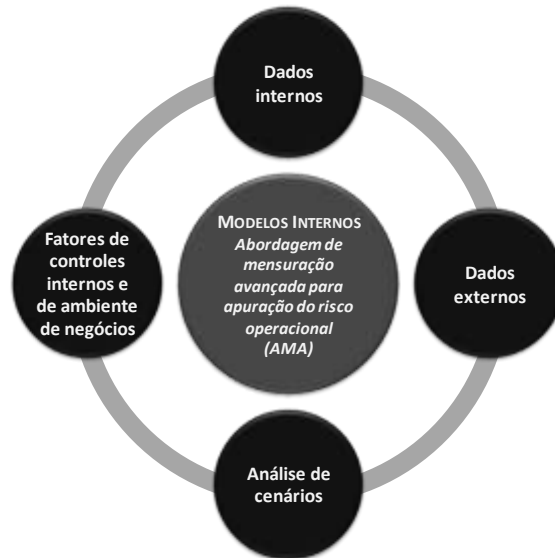 Dados
internos
Fatores de
controles
internos e
de ambiente
de negócios
MODELOS INTERNOS
Abordagem de
mensuração
avançada para
apuração do risco
operacional
(AMA)
Dados
externos
Análise de
cenários